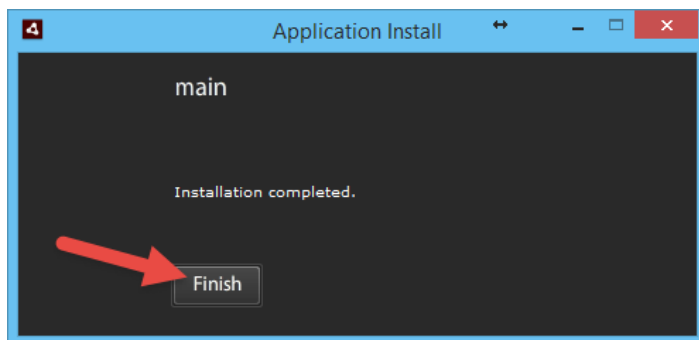 Application Install
main
Installation completed.
Finish